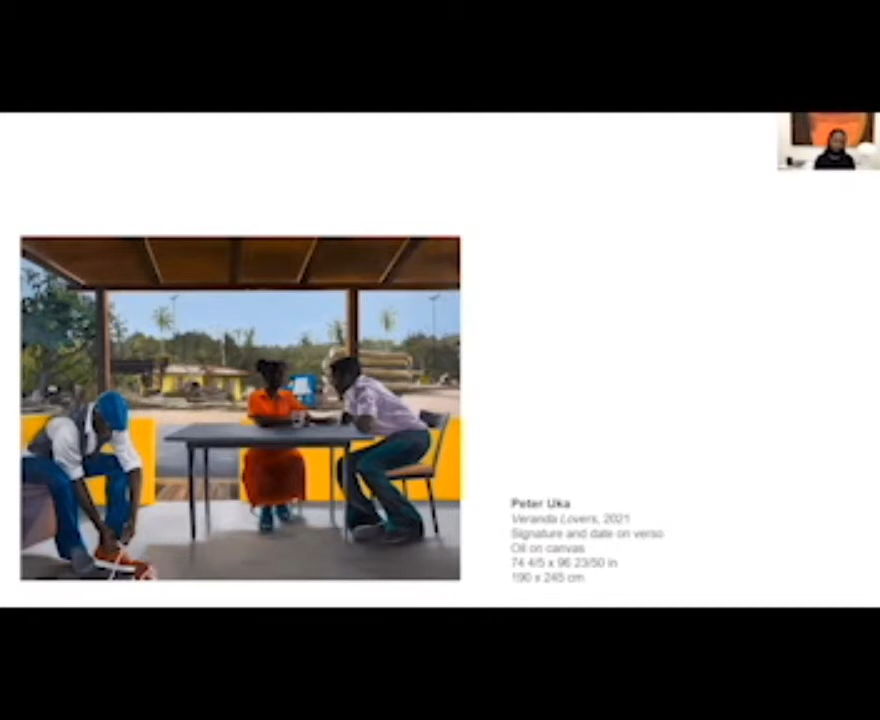 Peter Uka
Veranda Lovers, 2021
Signature and date on verso
Oil on canvas
74 4/5 x 96 23/50 in
190 x 245 cm